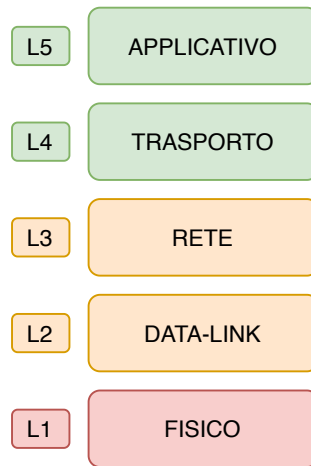 L5 APPLICATIVO
L4 TRASPORTO
L3 RETE
L2 DATA-LINK
L1 FISICO